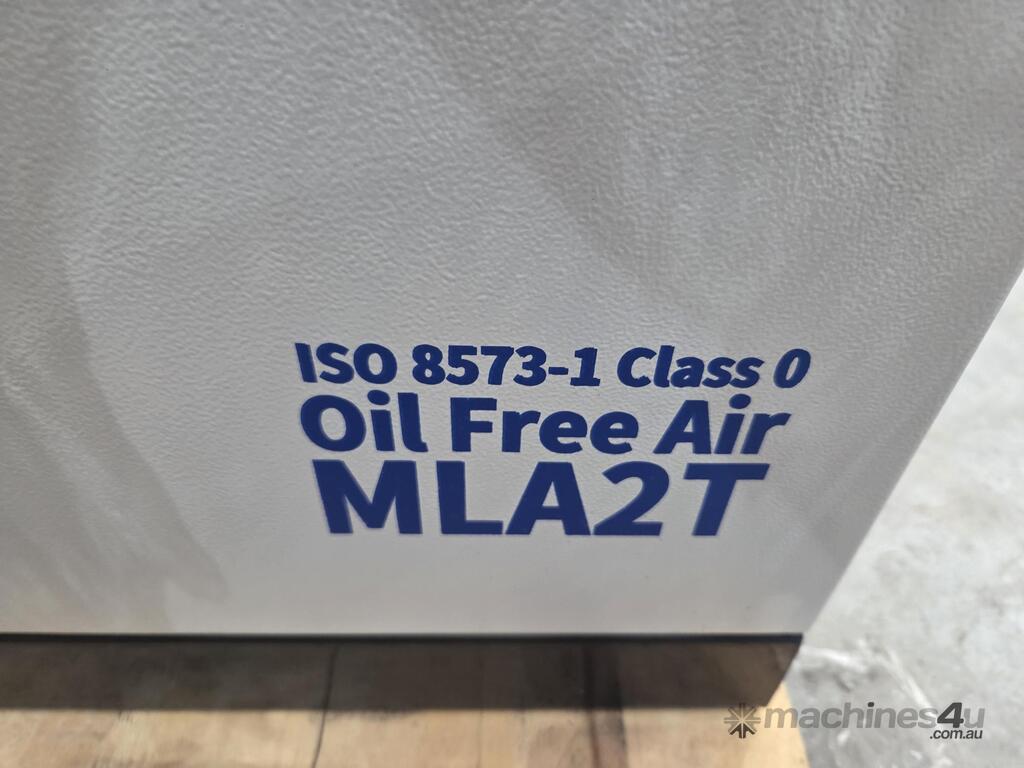 ISO 8573-1 Class 0
Oil Free Air
MLA2T
machines4u
.com.au